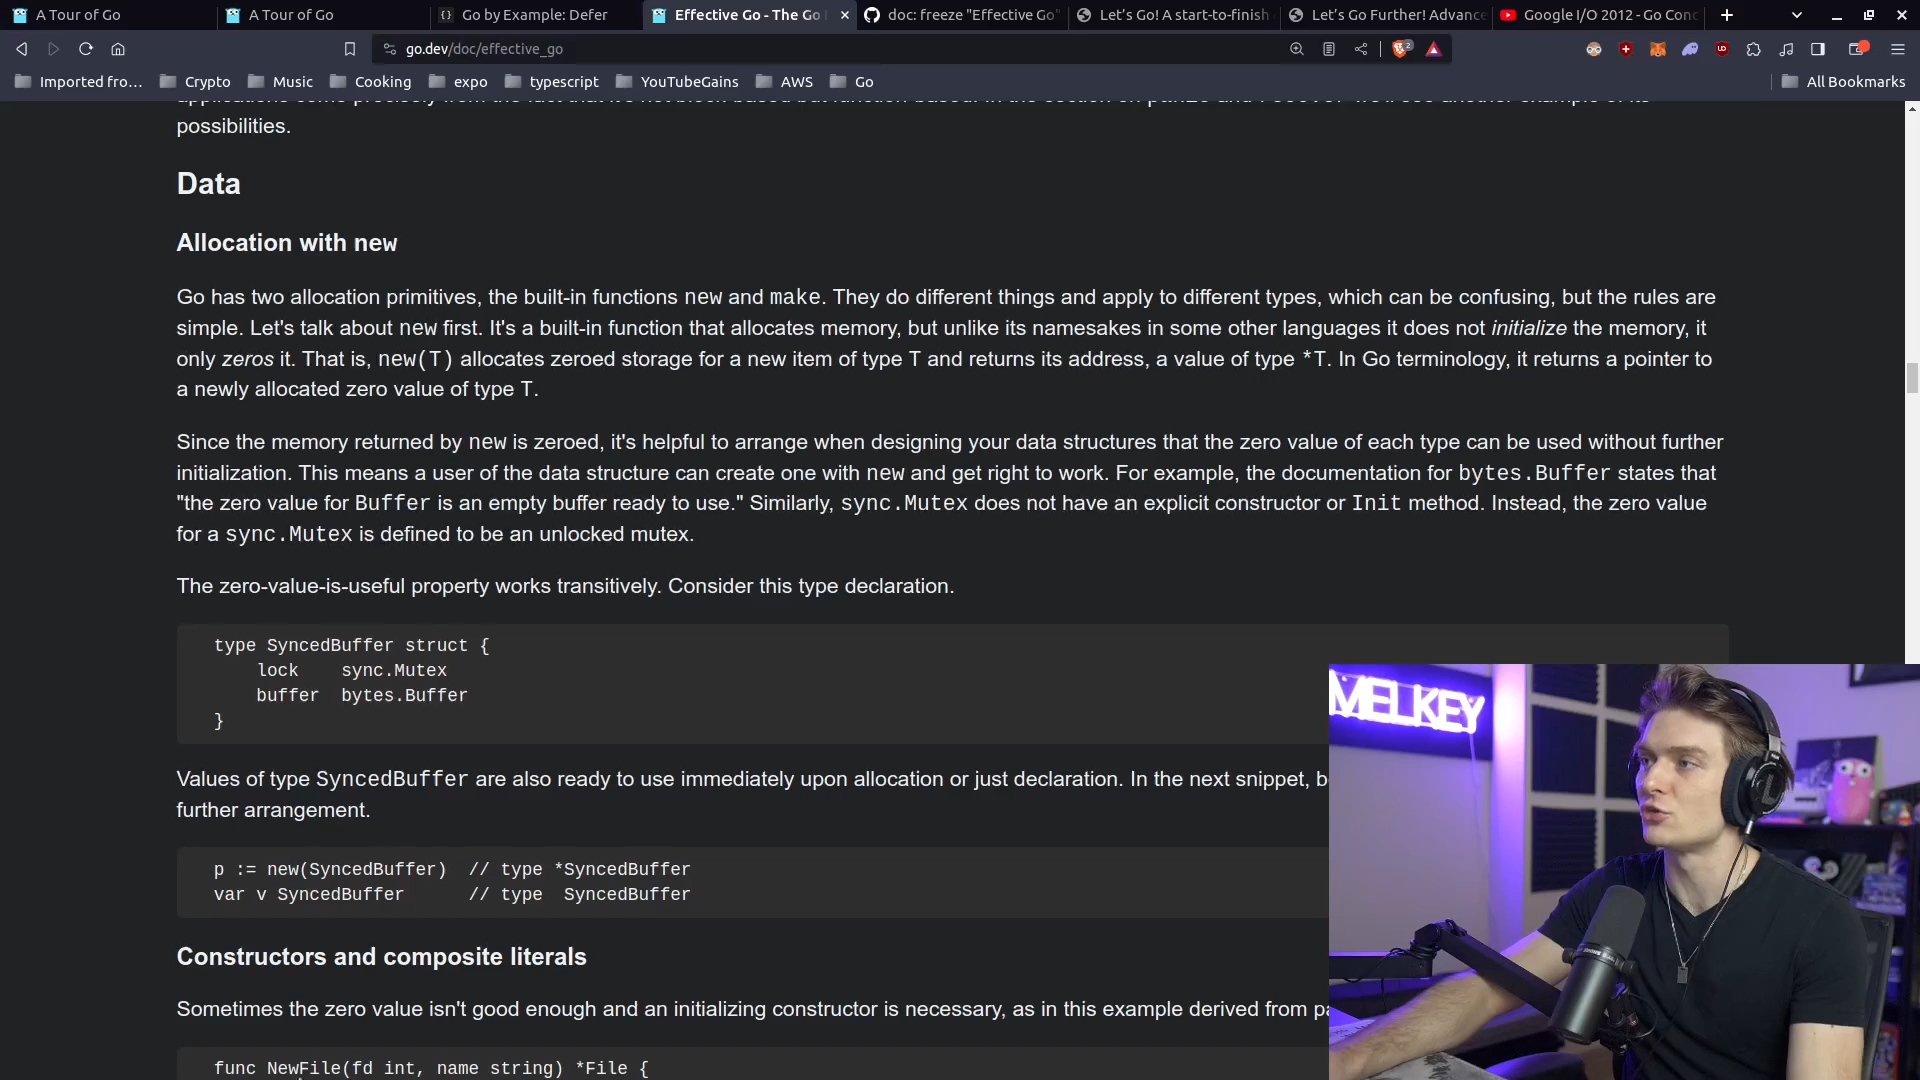 A Tour of Go
A Tour of Go
Go by Example: Defer
Effective Go - The Go
doc: freeze "Effective Go"
Let's Go! A start-to-finish
Let's Go Further! Advance
Google I/O 2012 - Go Conc
go.dev/doc/effective_go
2
Imported fro...
Crypto
Music
Cooking
expo
typescript
YouTubeGains
AWS
Go
All Bookmarks
possibilities.
Data
Allocation with new
Go has two allocation primitives, the built-in functions new and make. They do different things and apply to different types, which can be confusing, but the rules are
simple. Let's talk about new first. It's a built-in function that allocates memory, but unlike its namesakes in some other languages it does not initialize the memory, it
only zeros it. That is, new(T) allocates zeroed storage for a new item of type T and returns its address, a value of type *T. In Go terminology, it returns a pointer to
a newly allocated zero value of type T.
Since the memory returned by new is zeroed, it's helpful to arrange when designing your data structures that the zero value of each type can be used without further
initialization. This means a user of the data structure can create one with new and get right to work. For example, the documentation for bytes.Buffer states that
"the zero value for Buffer is an empty buffer ready to use." Similarly, sync.Mutex does not have an explicit constructor or Init method. Instead, the zero value
for a sync.Mutex is defined to be an unlocked mutex.
The zero-value-is-useful property works transitively. Consider this type declaration.
type SyncedBuffer struct {
lock    sync.Mutex
buffer  bytes.Buffer
}
MELKEY
Values of type SyncedBuffer are also ready to use immediately upon allocation or just declaration. In the next snippet, b
further arrangement.
p := new(SyncedBuffer)  // type *SyncedBuffer
var v SyncedBuffer      // type  SyncedBuffer
Constructors and composite literals
Sometimes the zero value isn't good enough and an initializing constructor is necessary, as in this example derived from pa
func NewFile(fd int, name string) *File {